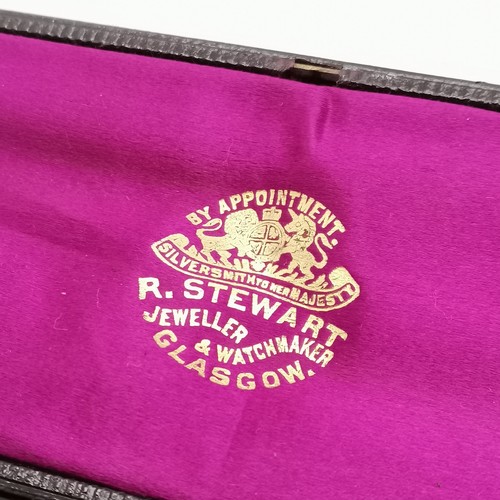 BY APPOINTMENT.
SILVERSMITH TO HER MAJESTY
R. STEWART
JEWELLER
& WATCHMAKER
GLASGOW.